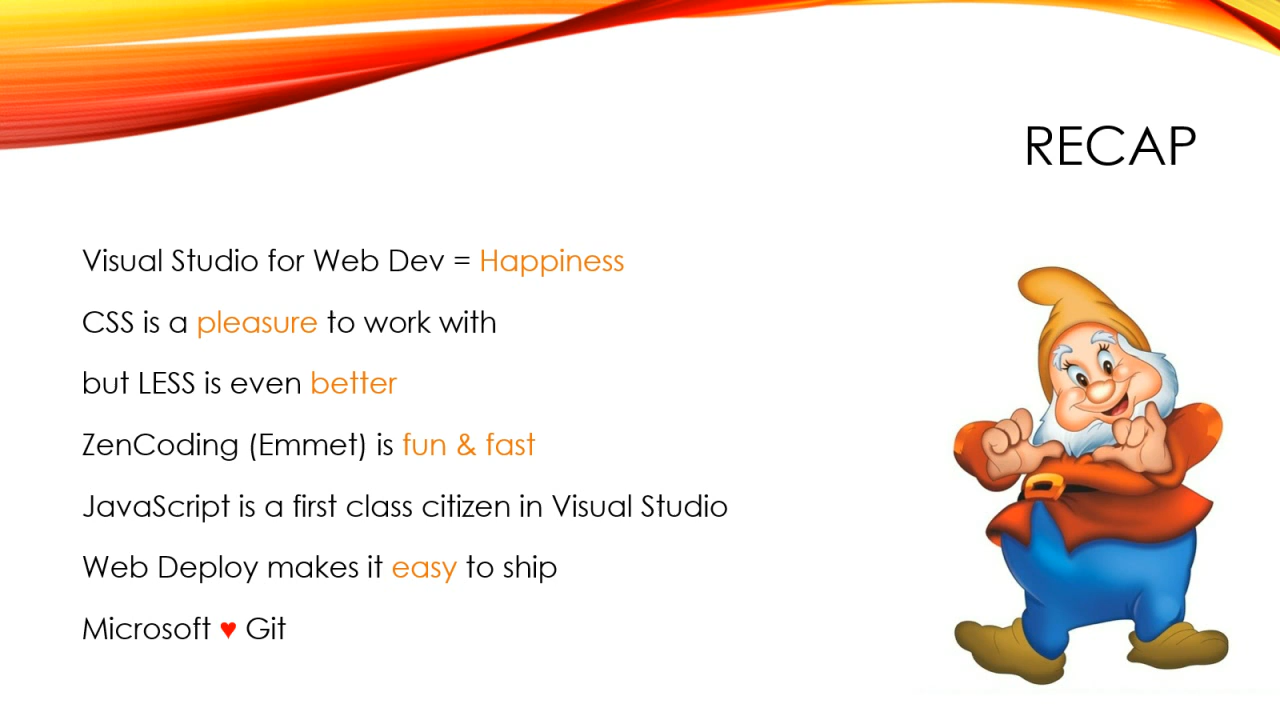 RECAP
Visual Studio for Web Dev = Happiness
CSS is a pleasure to work with
but LESS is even better
ZenCoding (Emmet) is fun & fast
JavaScript is a first class citizen in Visual Studio
Web Deploy makes it easy to ship
Microsoft ♥ Git